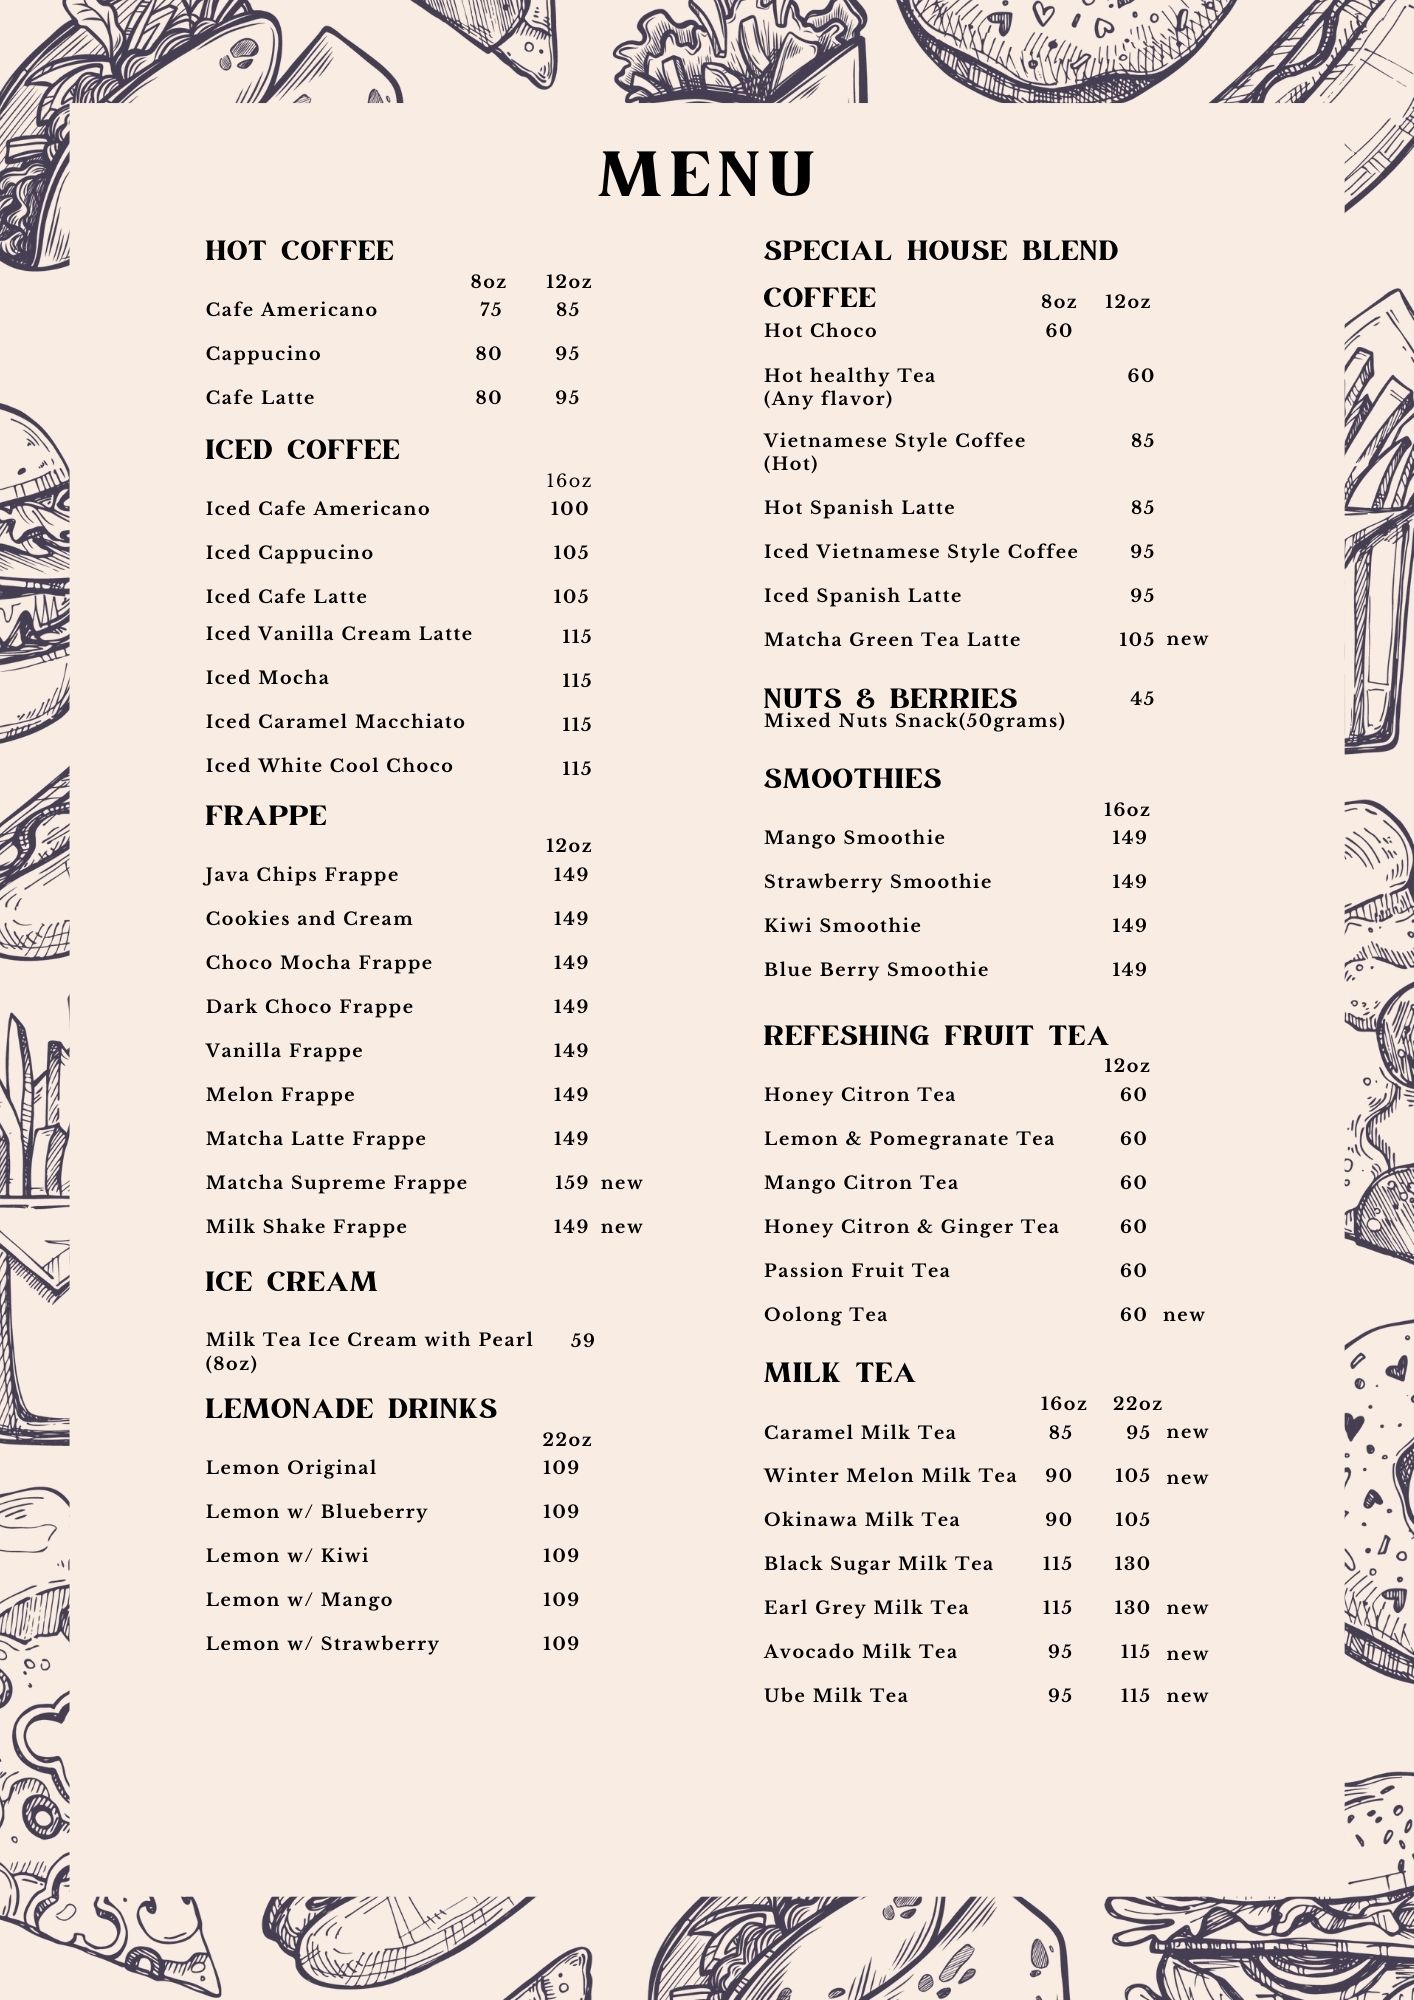 MENU
HOT COFFEE
8oz 12oz
Cafe Americano 75 85
Cappucino 80 95
Cafe Latte 80 95
ICED COFFEE
16oz
Iced Cafe Americano 100
Iced Cappucino 105
Iced Cafe Latte 105
Iced Vanilla Cream Latte 115
Iced Mocha 115
Iced Caramel Macchiato 115
Iced White Cool Choco 115
FRAPPE
12oz
Java Chips Frappe 149
Cookies and Cream 149
Choco Mocha Frappe 149
Dark Choco Frappe 149
Vanilla Frappe 149
Melon Frappe 149
Matcha Latte Frappe 149
Matcha Supreme Frappe 159 new
Milk Shake Frappe 149 new
ICE CREAM
Milk Tea Ice Cream with Pearl 59
(8oz)
LEMONADE DRINKS
22oz
Lemon Original 109
Lemon w/ Blueberry 109
Lemon w/ Kiwi 109
Lemon w/ Mango 109
Lemon w/ Strawberry 109
SPECIAL HOUSE BLEND
COFFEE 8oz 12oz
Hot Choco 60
Hot healthy Tea 60
(Any flavor)
Vietnamese Style Coffee 85
(Hot)
Hot Spanish Latte 85
Iced Vietnamese Style Coffee 95
Iced Spanish Latte 95
Matcha Green Tea Latte 105 new
NUTS & BERRIES 45
Mixed Nuts Snack(50grams)
SMOOTHIES
16oz
Mango Smoothie 149
Strawberry Smoothie 149
Kiwi Smoothie 149
Blue Berry Smoothie 149
REFESHING FRUIT TEA
12oz
Honey Citron Tea 60
Lemon & Pomegranate Tea 60
Mango Citron Tea 60
Honey Citron & Ginger Tea 60
Passion Fruit Tea 60
Oolong Tea 60 new
MILK TEA
16oz 22oz
Caramel Milk Tea 85 95 new
Winter Melon Milk Tea 90 105 new
Okinawa Milk Tea 90 105
Black Sugar Milk Tea 115 130
Earl Grey Milk Tea 115 130 new
Avocado Milk Tea 95 115 new
Ube Milk Tea 95 115 new